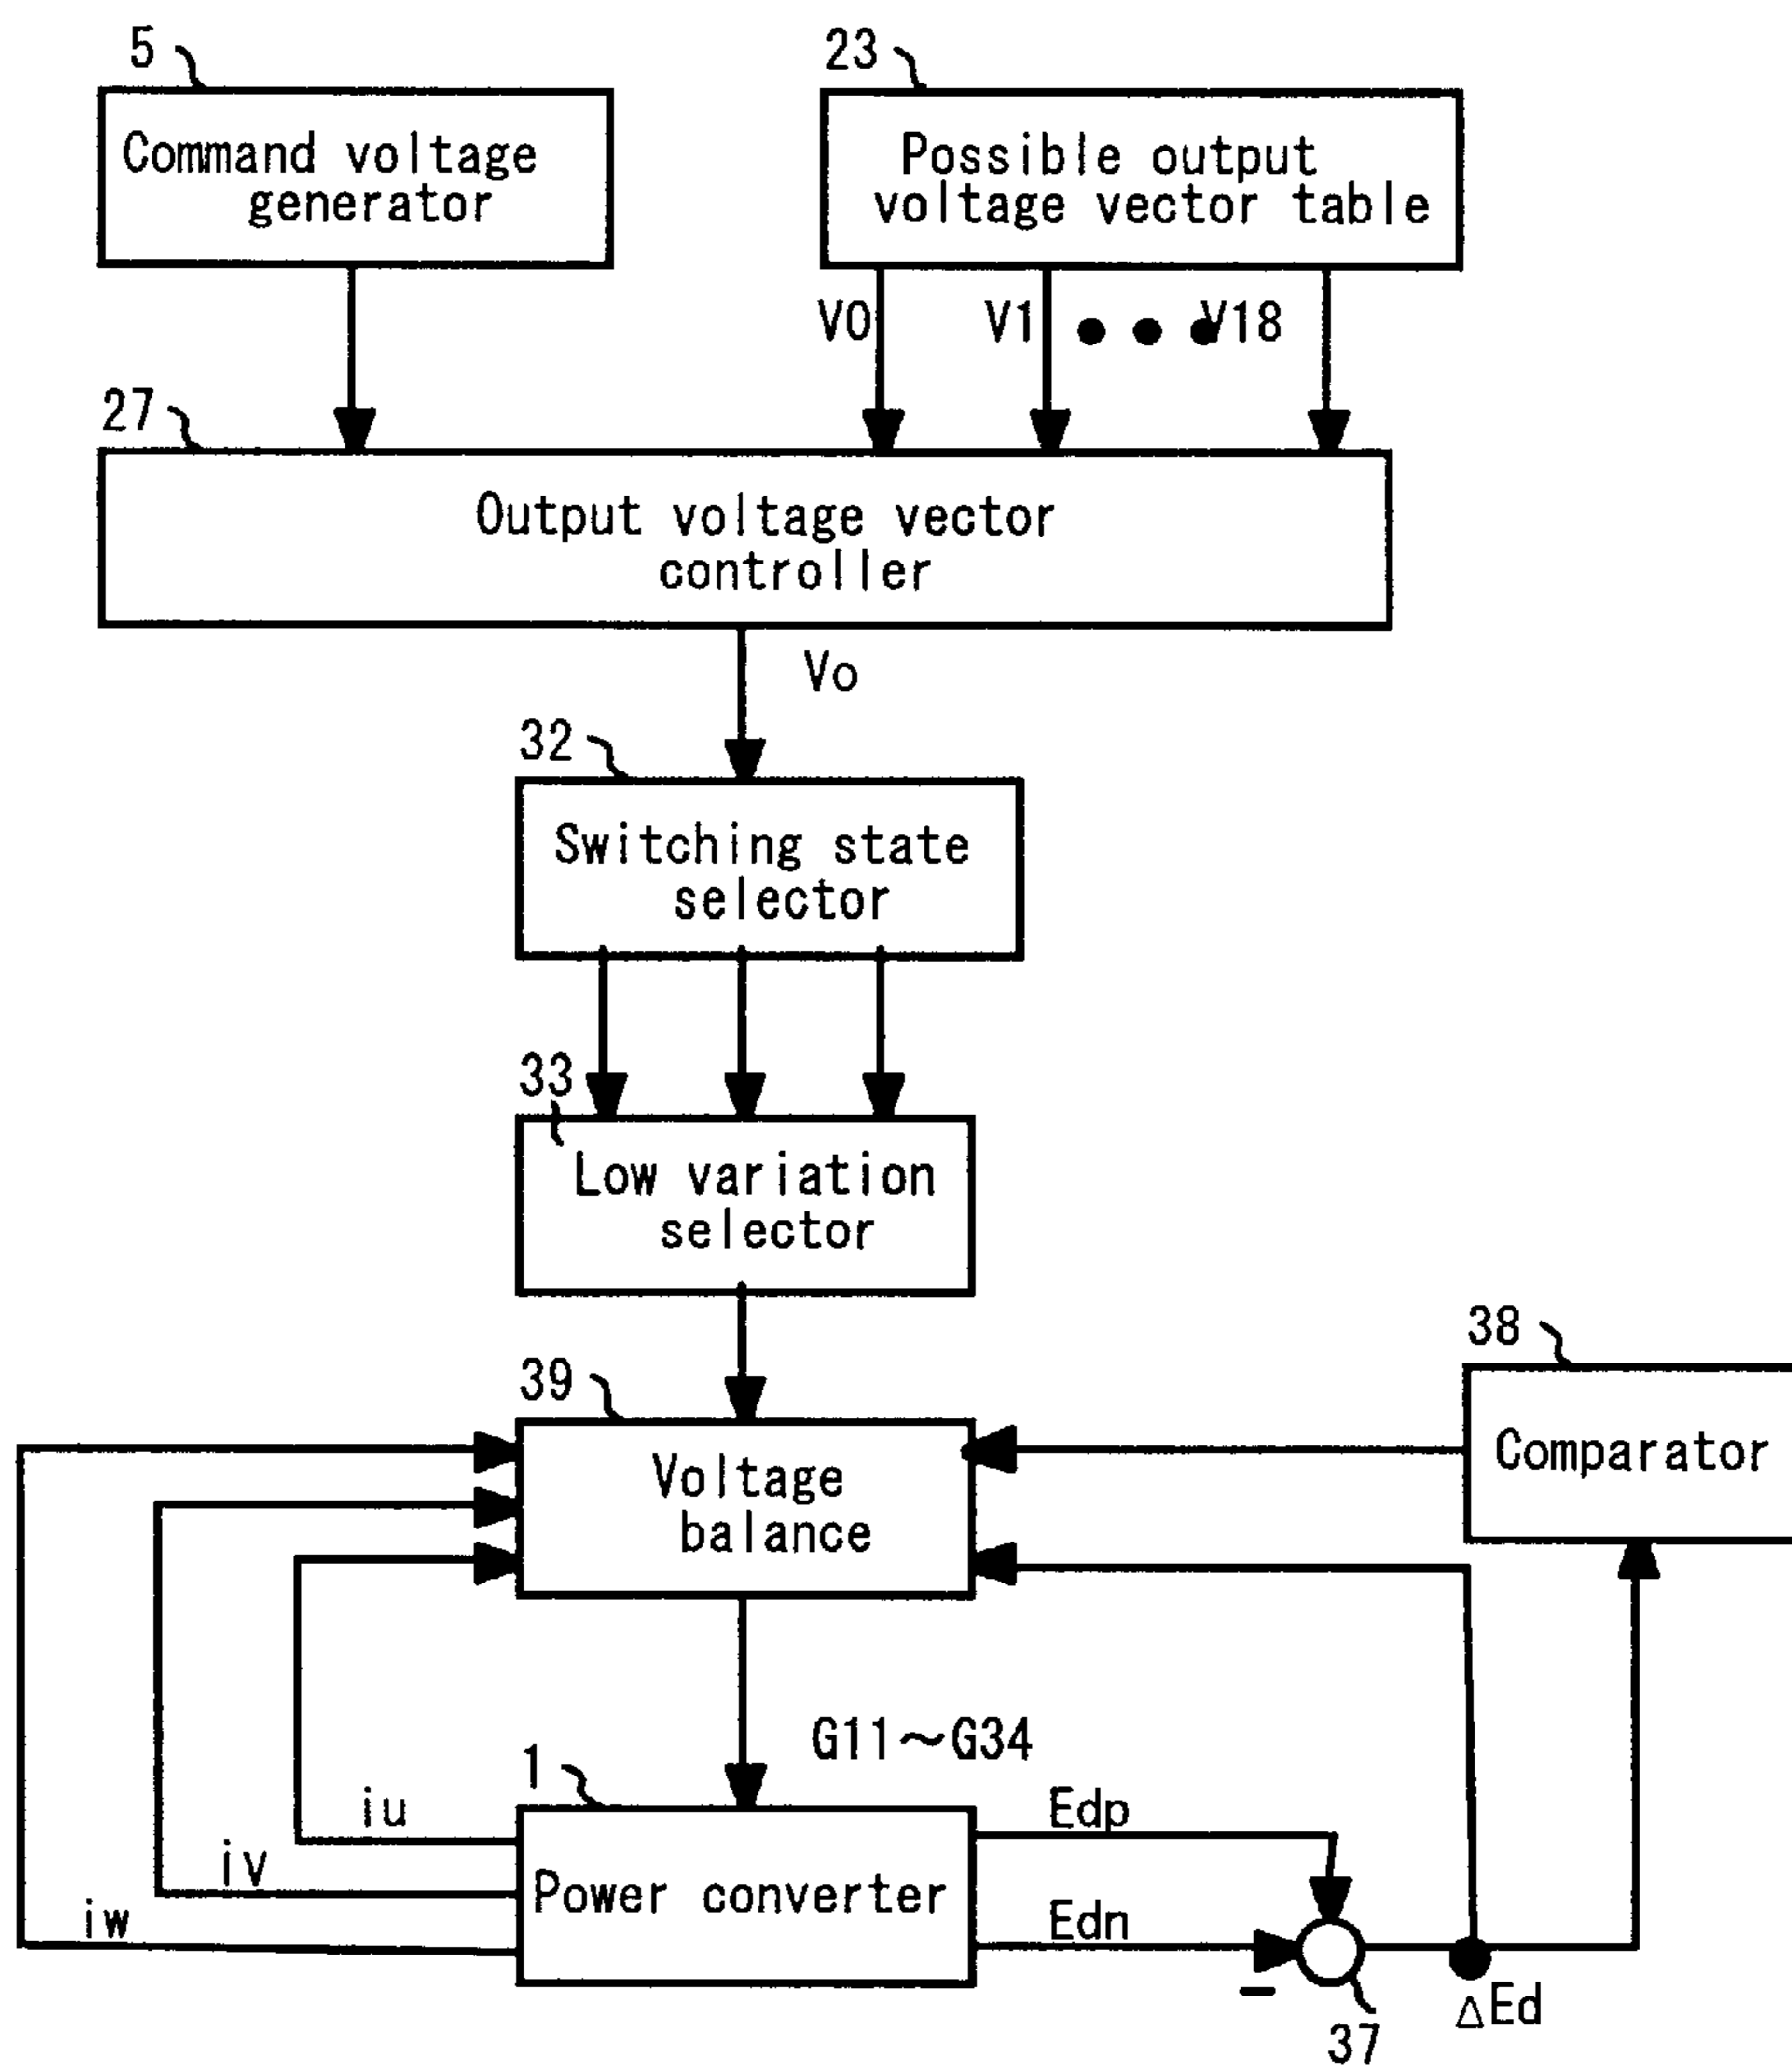 5
23
Command voltage
generator
Possible output
voltage vector table
V0
V1
V18
27
Output voltage vector
controller
Vo
32
Switching state
selector
33
Low variation
selector
38
39
Voltage
balance
Comparator
G11～G34
1
iu
Edp
iv
Power converter
iw
Edn
−
ΔEd
37